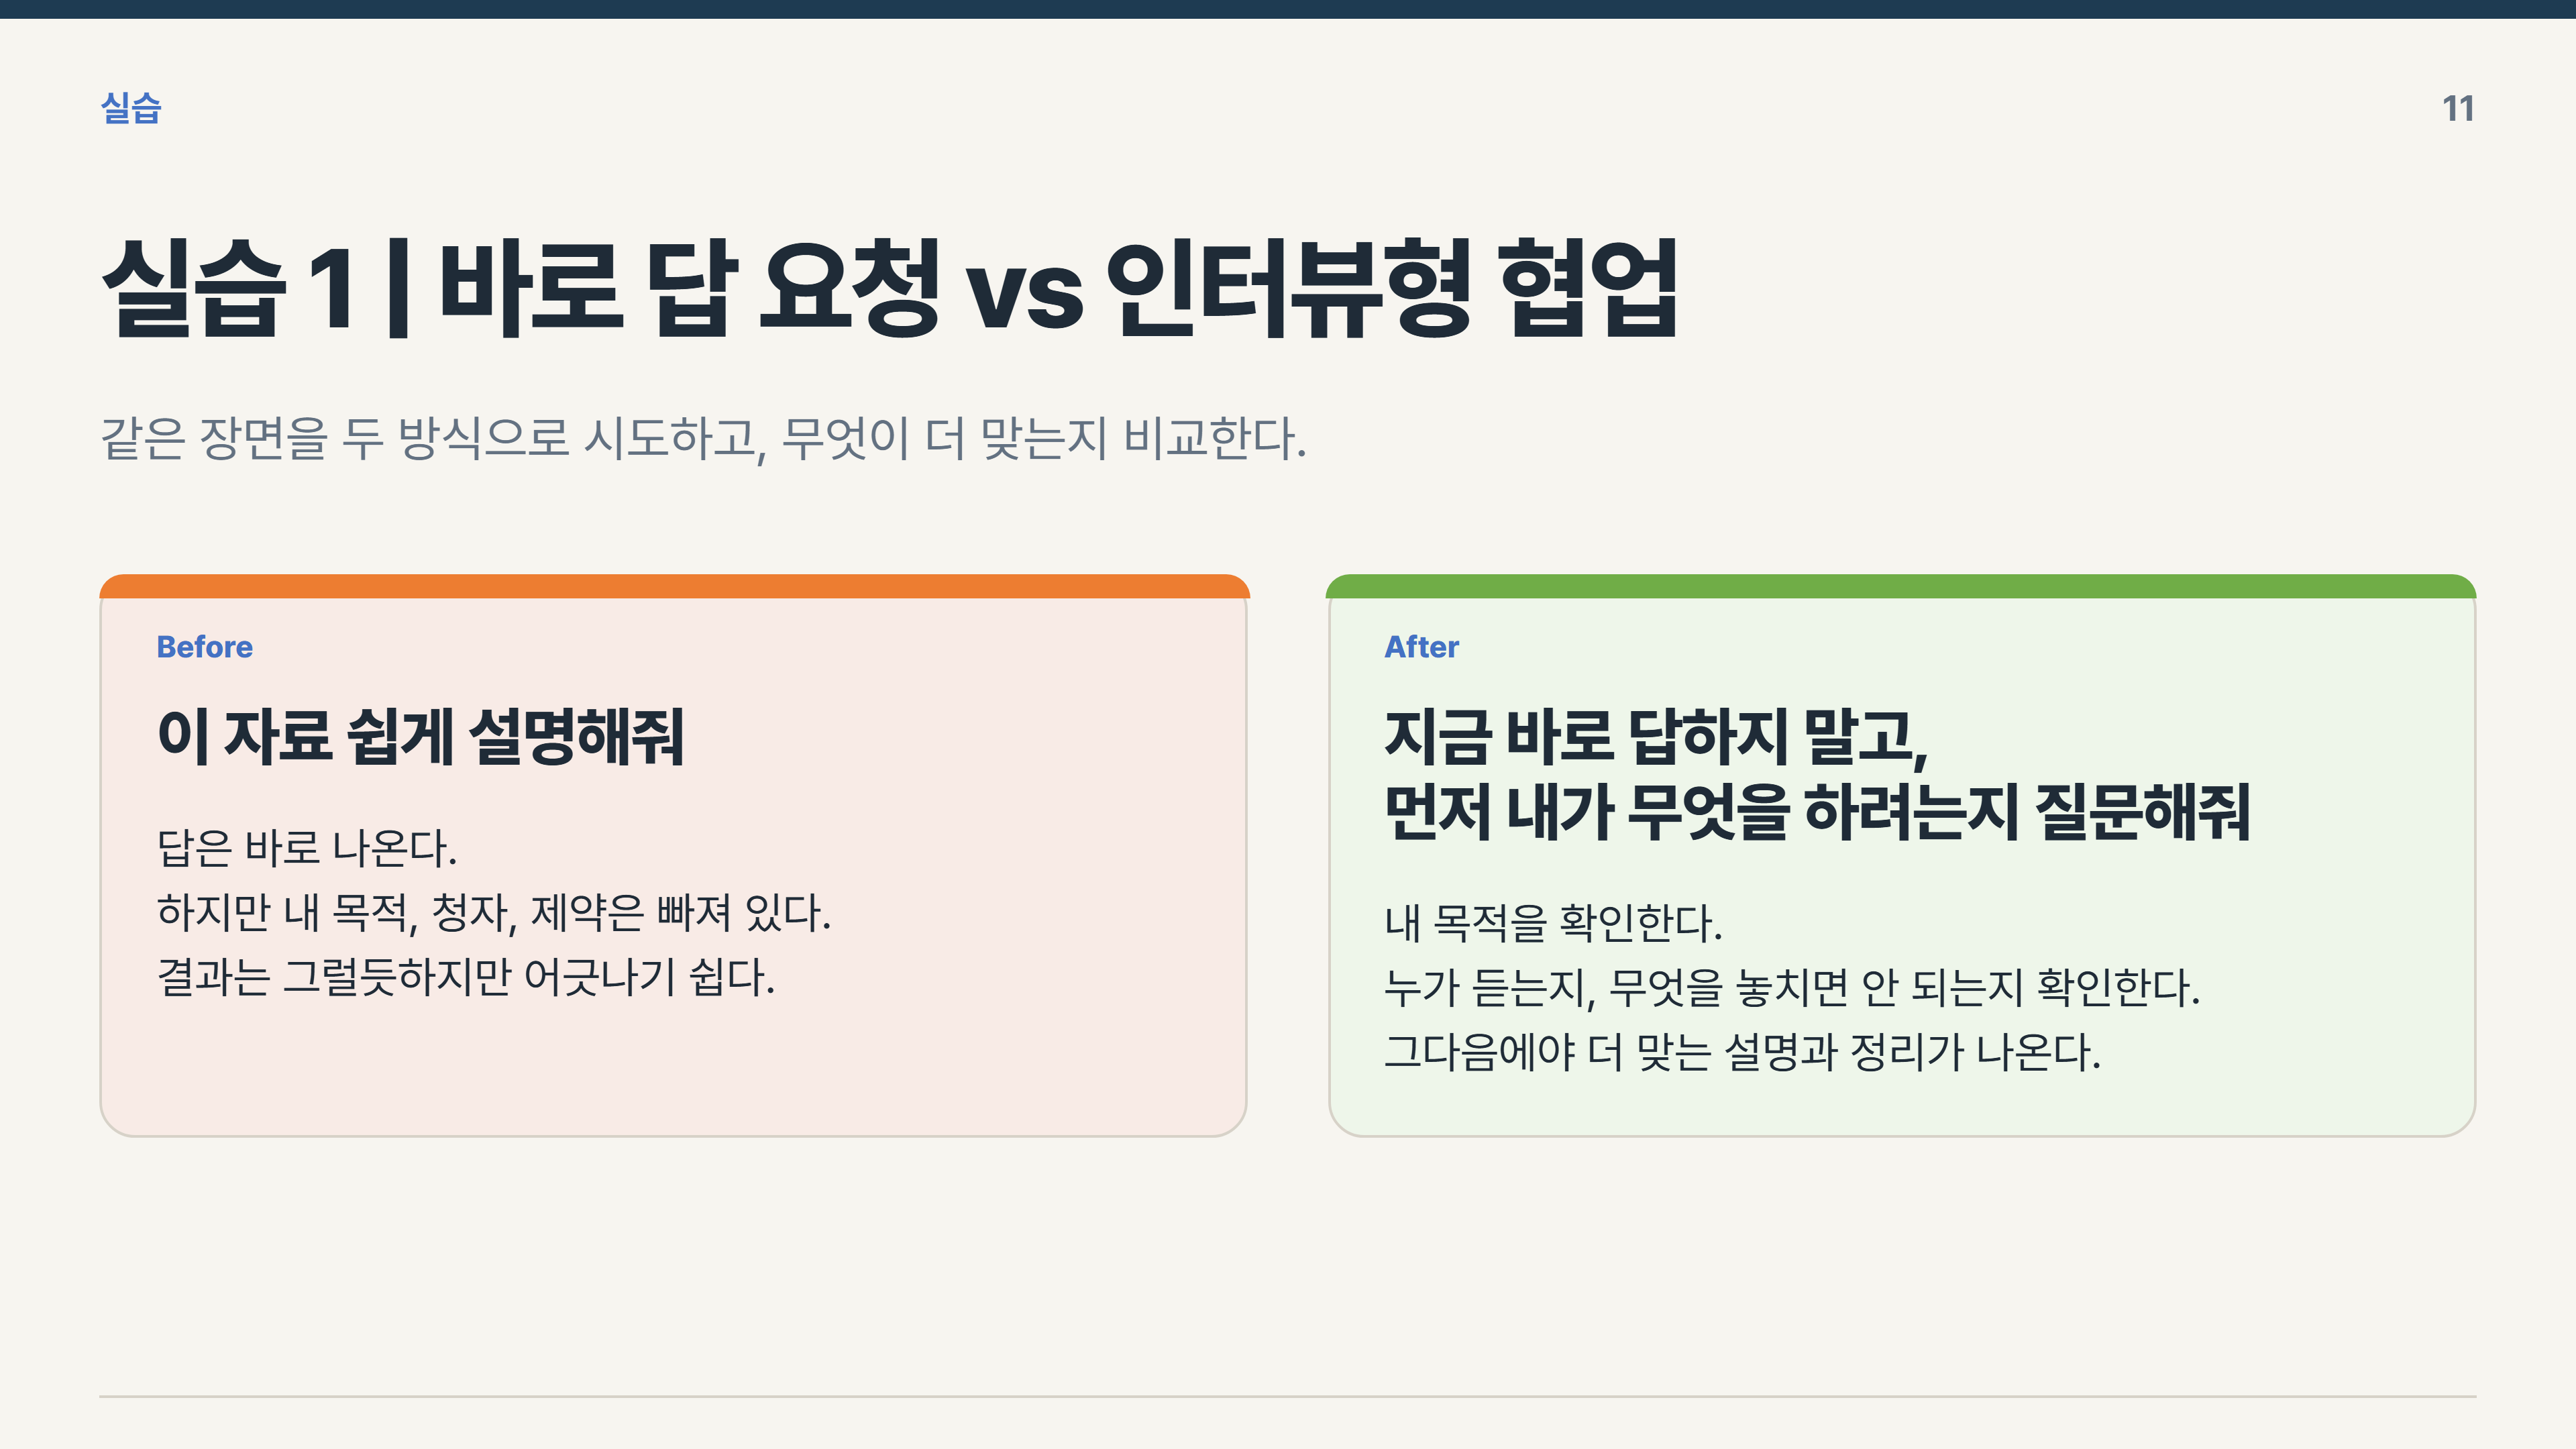 실습
11
실습 1 | 바로 답 요청 vs 인터뷰형 협업
같은 장면을 두 방식으로 시도하고, 무엇이 더 맞는지 비교한다.
Before
이 자료 쉽게 설명해줘
답은 바로 나온다.
하지만 내 목적, 청자, 제약은 빠져 있다.
결과는 그럴듯하지만 어긋나기 쉽다.
After
지금 바로 답하지 말고,
먼저 내가 무엇을 하려는지 질문해줘
내 목적을 확인한다.
누가 듣는지, 무엇을 놓치면 안 되는지 확인한다.
그다음에야 더 맞는 설명과 정리가 나온다.